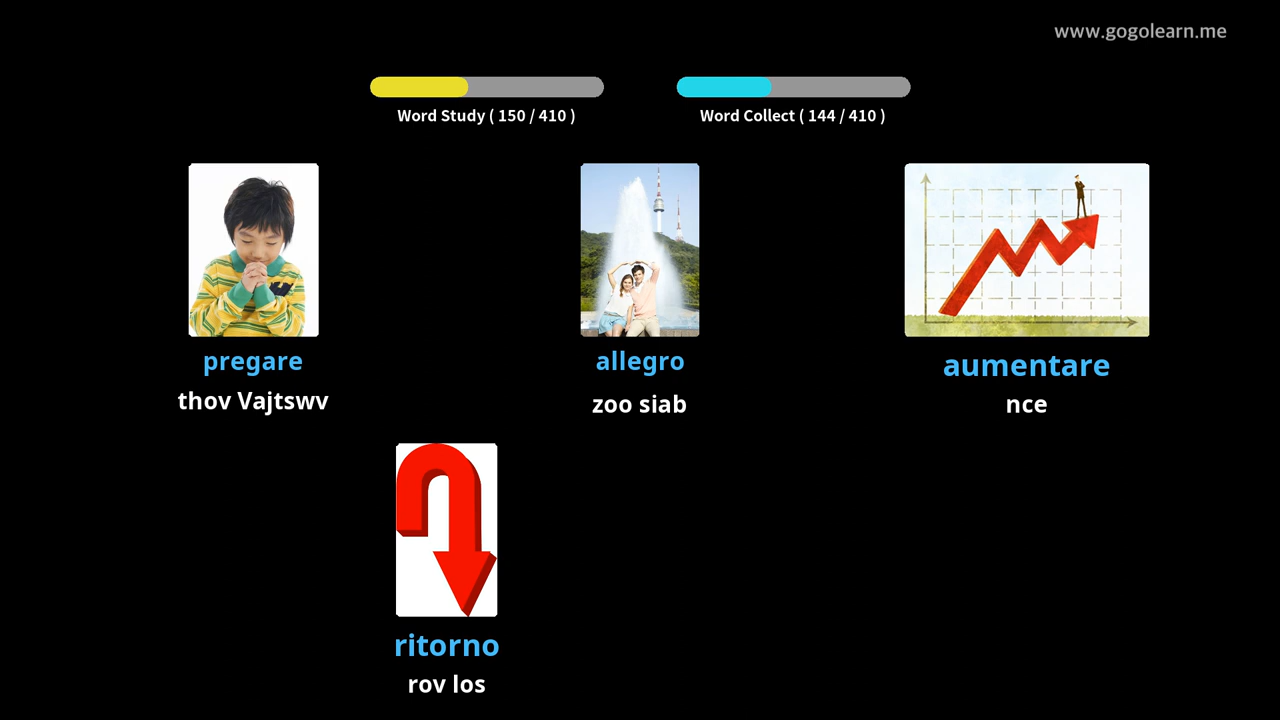 www.gogolearn.me
Word Study ( 150 / 410 )
Word Collect ( 144 / 410 )
pregare
thov Vajtswv
allegro
zoo siab
aumentare
nce
ritorno
rov los